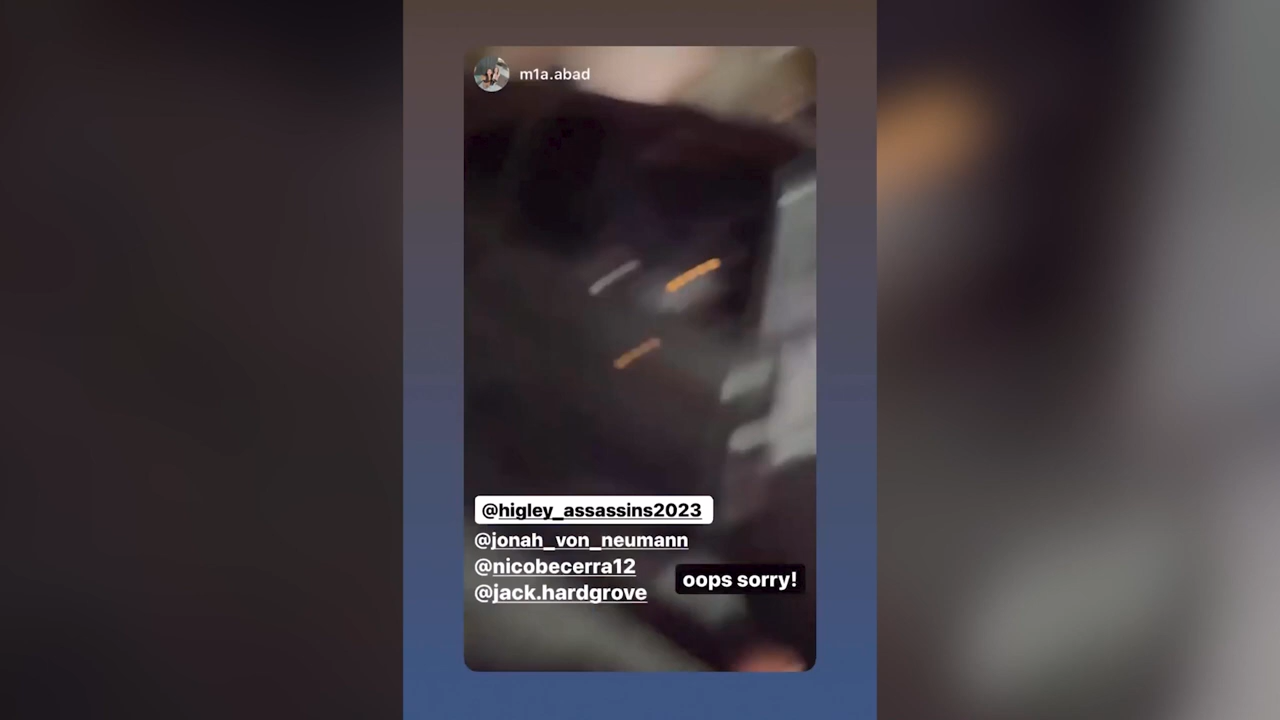 m1a.abad
@higley_assassins2023
@jonah_von_neumann
@nicobecerra12
@jack.hardgrove
oops sorry!